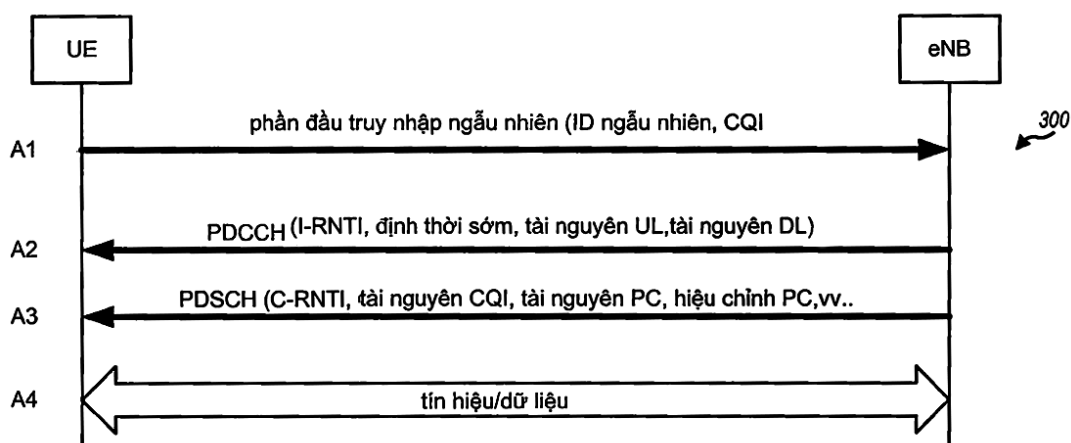 UE
eNB
phần đầu truy nhập ngẫu nhiên (ID ngẫu nhiên, CQI
300
A1
PDCCH (I-RNTI, định thời sớm, tài nguyên UL,tài nguyên DL)
A2
PDSCH (C-RNTI, tài nguyên CQI, tài nguyên PC, hiệu chỉnh PC,vv..
A3
A4
tín hiệu/dữ liệu